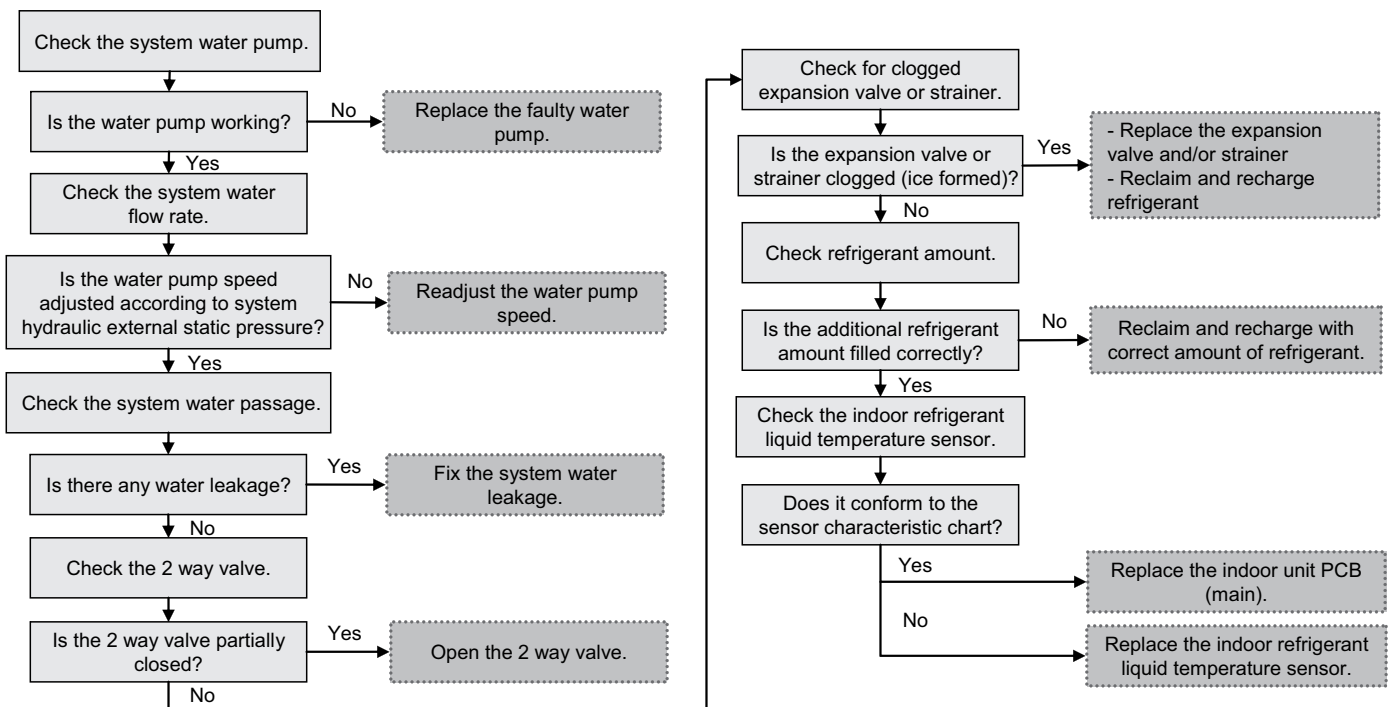 Check the system water pump.
Is the water pump working?
No
Replace the faulty water
pump.
Yes
Check the system water
flow rate.
Is the water pump speed
adjusted according to system
hydraulic external static pressure?
No
Readjust the water pump
speed.
Yes
Check the system water passage.
Is there any water leakage?
Yes
Fix the system water
leakage.
No
Check the 2 way valve.
Is the 2 way valve partially
closed?
Yes
Open the 2 way valve.
No
Check for clogged
expansion valve or strainer.
Is the expansion valve or
strainer clogged (ice formed)?
Yes
- Replace the expansion
valve and/or strainer
- Reclaim and recharge
refrigerant
No
Check refrigerant amount.
Is the additional refrigerant
amount filled correctly?
No
Reclaim and recharge with
correct amount of refrigerant.
Yes
Check the indoor refrigerant
liquid temperature sensor.
Does it conform to the
sensor characteristic chart?
Yes
Replace the indoor unit PCB
(main).
No
Replace the indoor refrigerant
liquid temperature sensor.